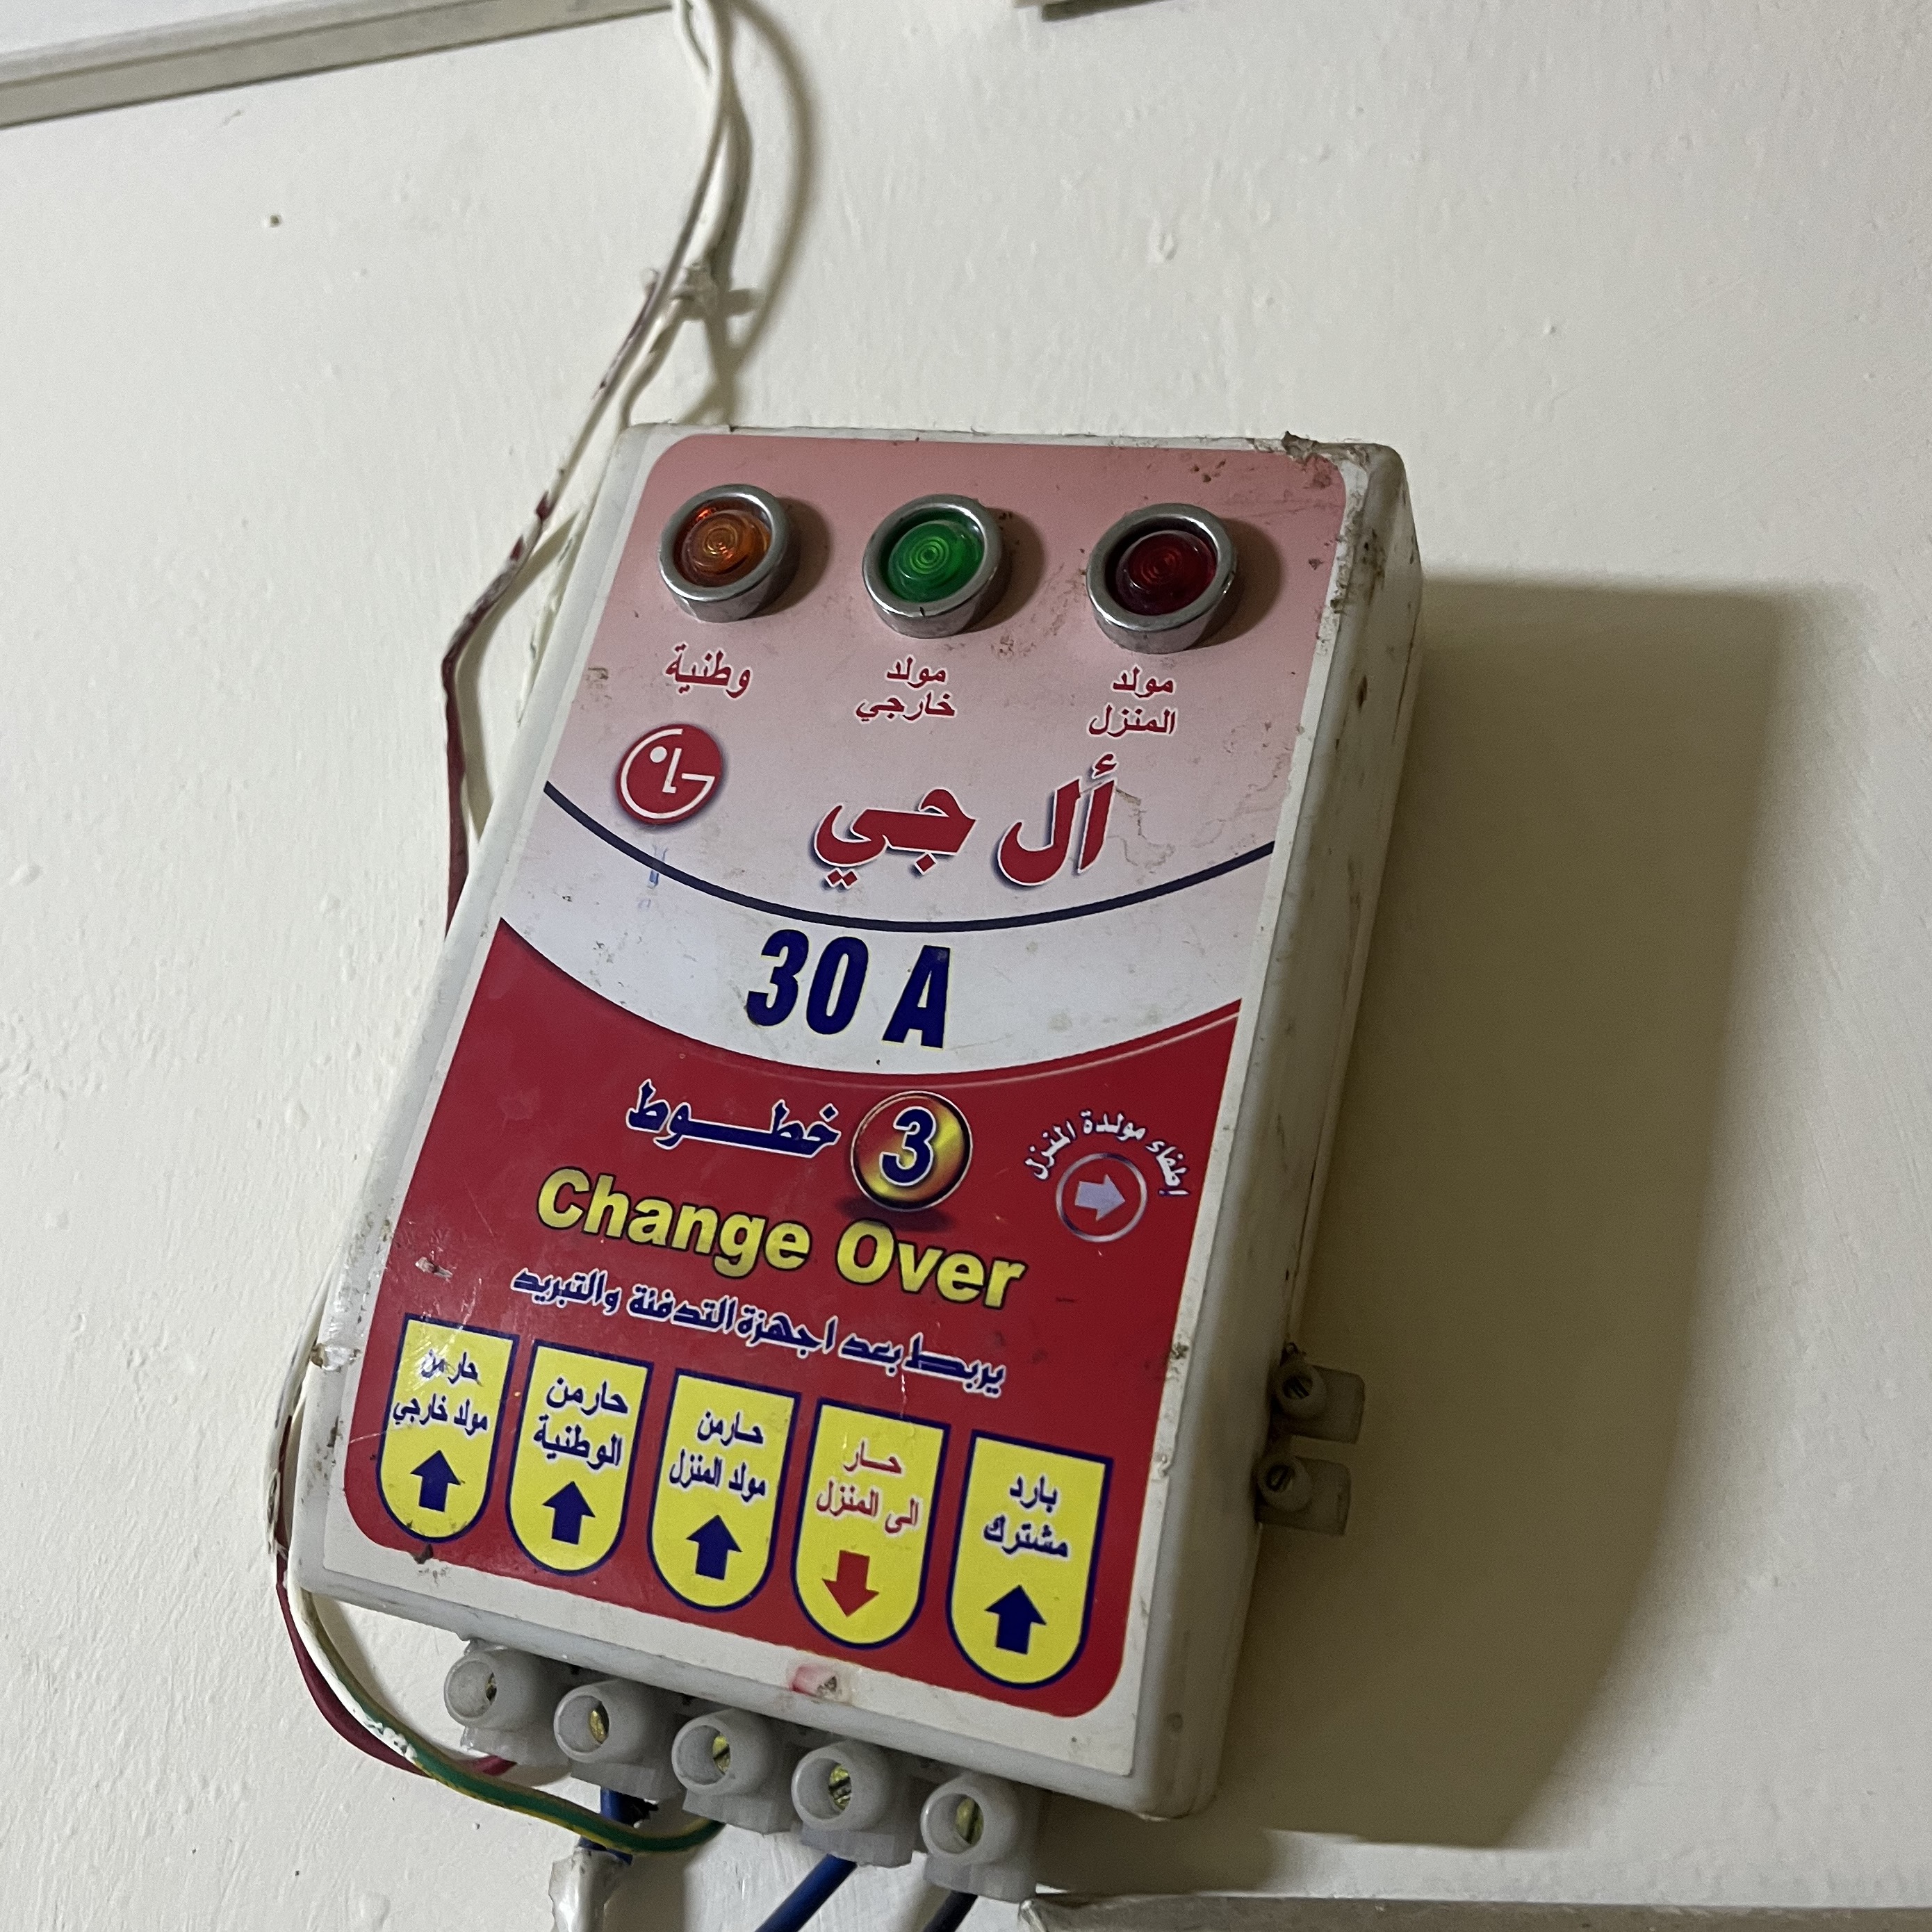 وطنية
مولد
خارجي
مولد
المنزل
LG
أل جي
30 A
3 خطوط
إطفاء مولدة المنزل
Change Over
يربط بعد اجهزة التدفئة والتبريد
حار من
مولد خارجي
حار من
الوطنية
حار من
مولد المنزل
حار
الى المنزل
بارد
مشترك